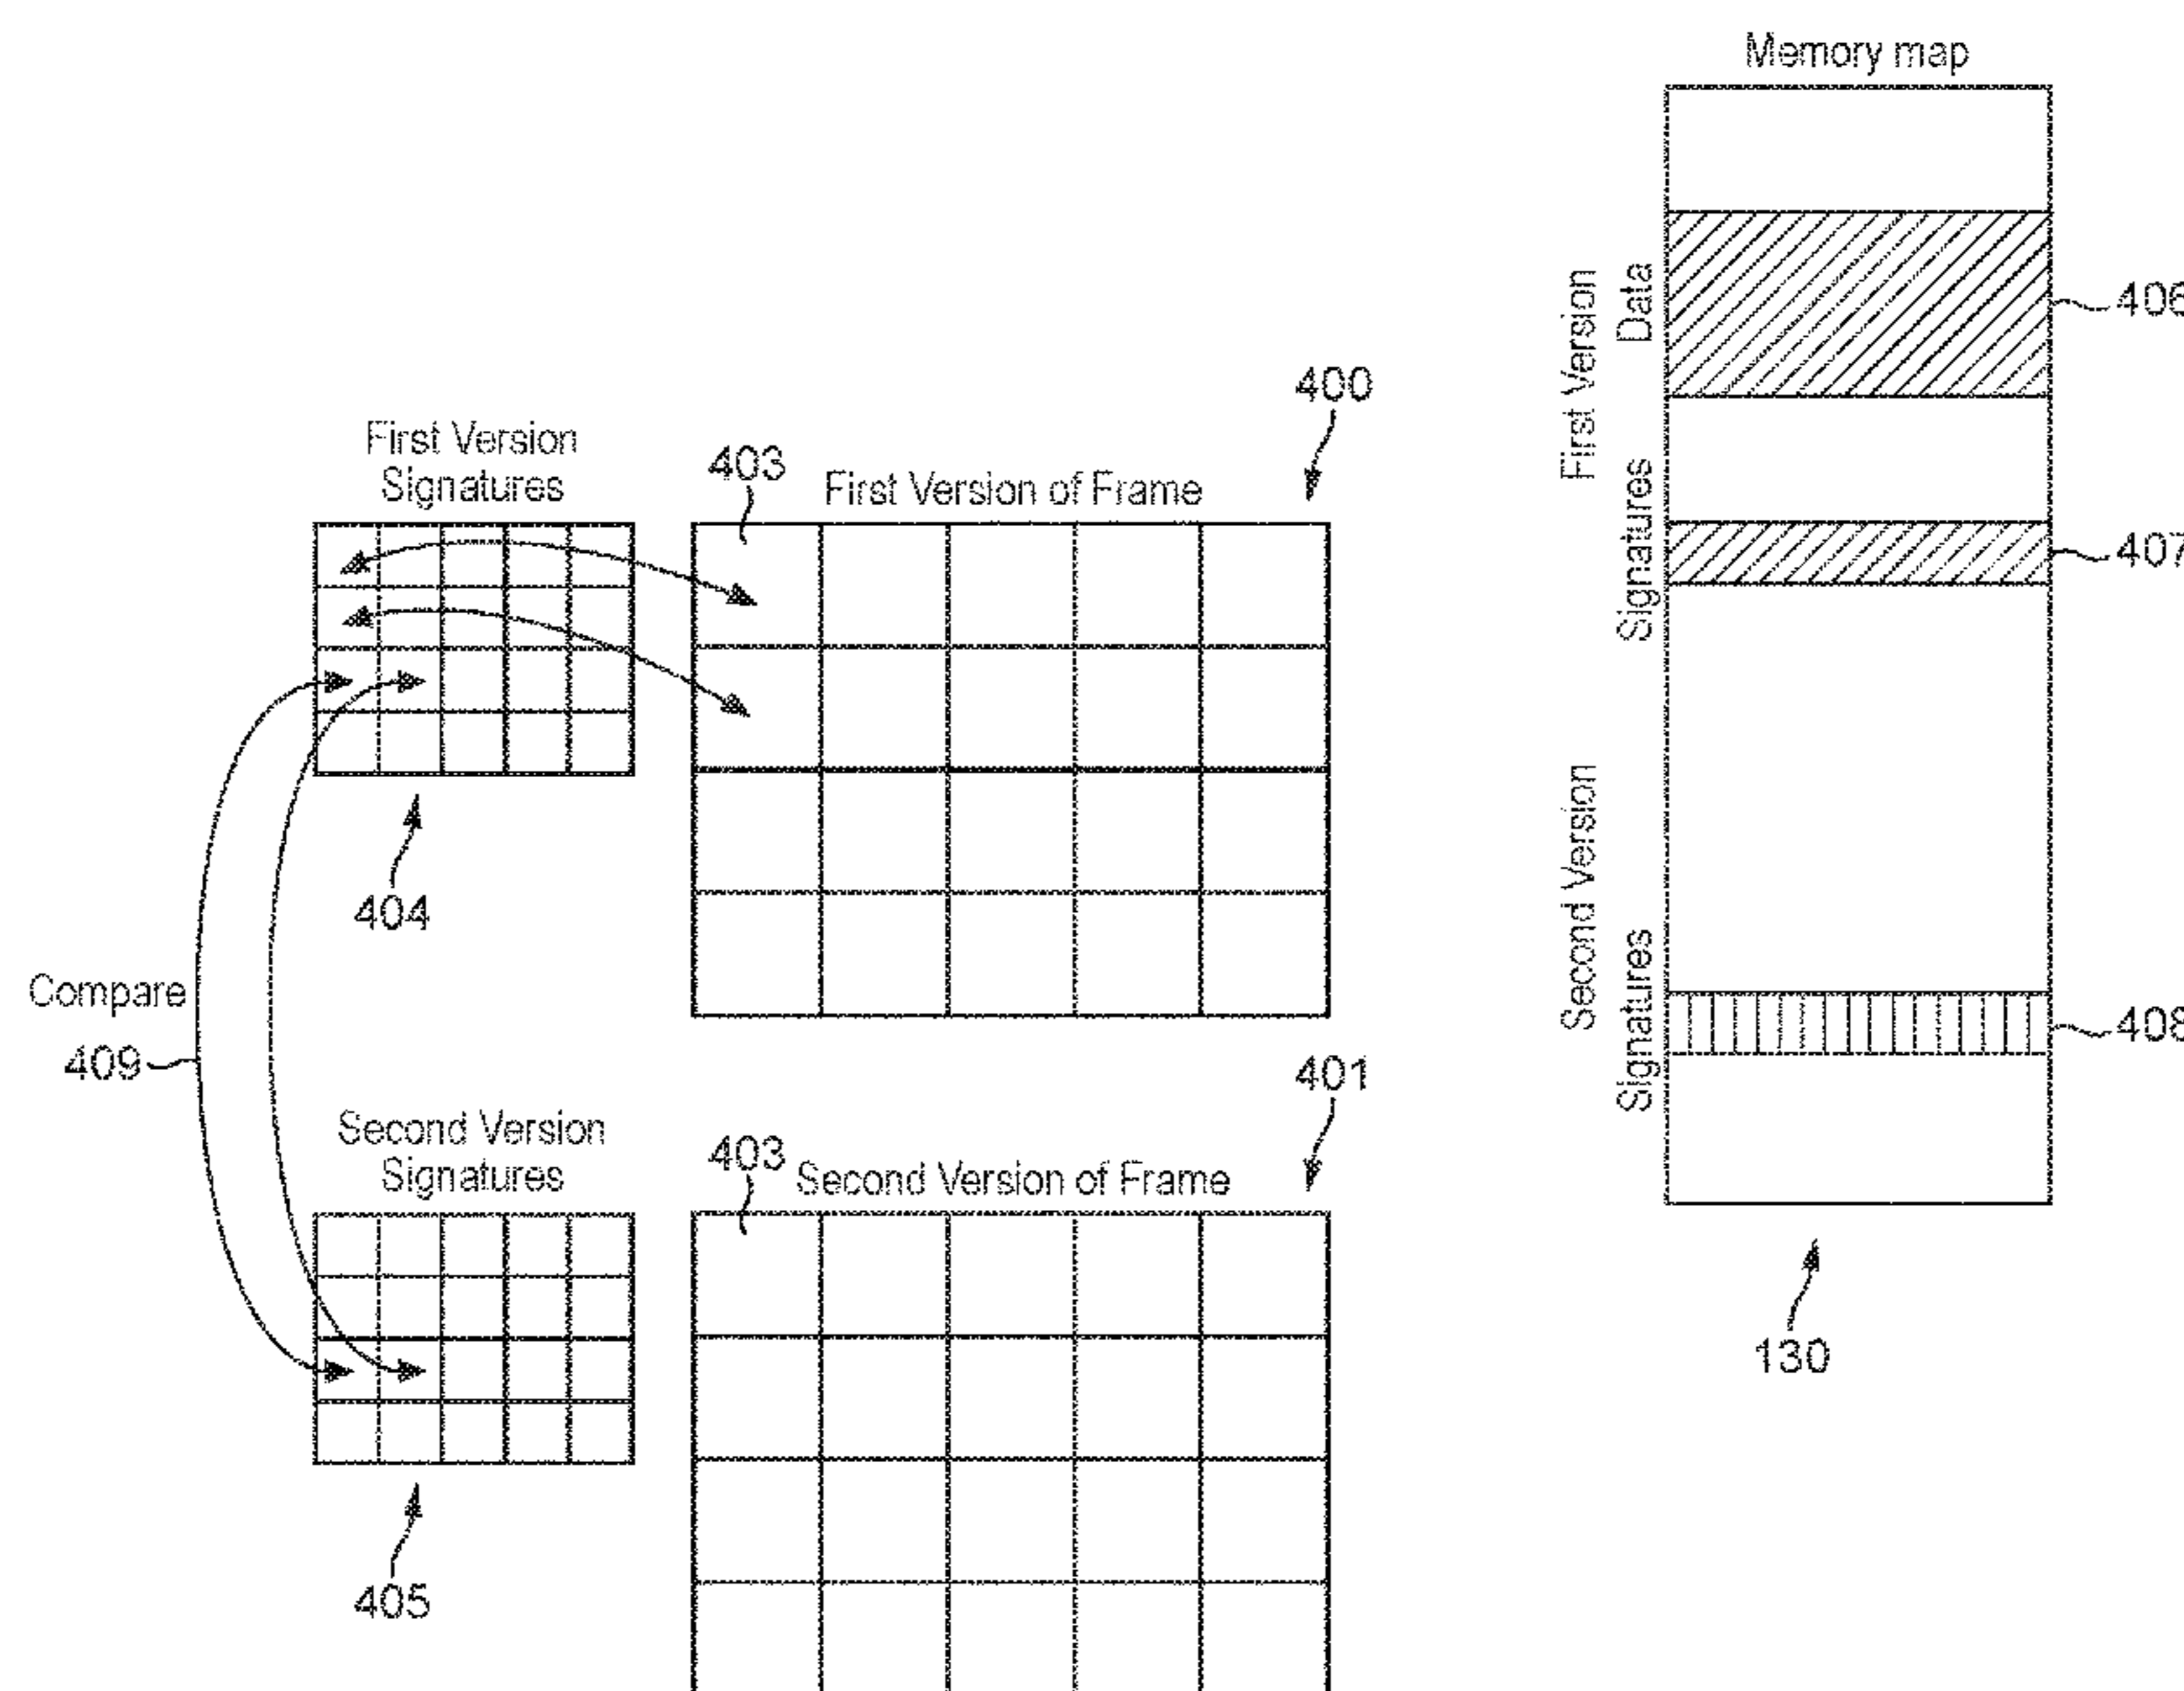 Memory map
First Version
Data
Signatures
406
407
Second Version
Signatures
408
130
400
First Version
Signatures
403
First Version of Frame
404
Compare
409
401
Second Version
Signatures
403
Second Version of Frame
405